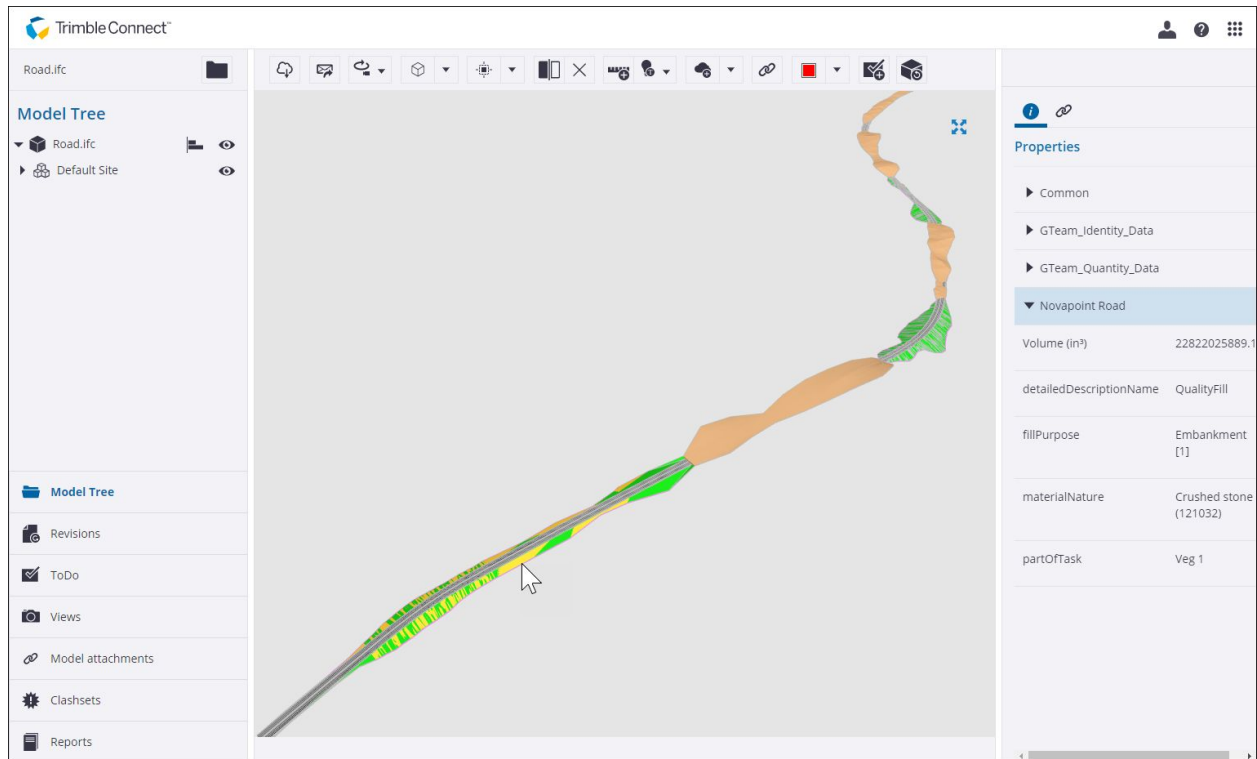 Trimble Connect™
Road.ifc
Model Tree
Road.ifc
Default Site
Model Tree
Revisions
ToDo
Views
Model attachments
Clashsets
Reports
Properties
Common
GTeam_Identity_Data
GTeam_Quantity_Data
Novapoint Road
Volume (in³) 22822025889.1
detailedDescriptionName QualityFill
fillPurpose Embankment
[1]
materialNature Crushed stone
(121032)
partOfTask Veg 1